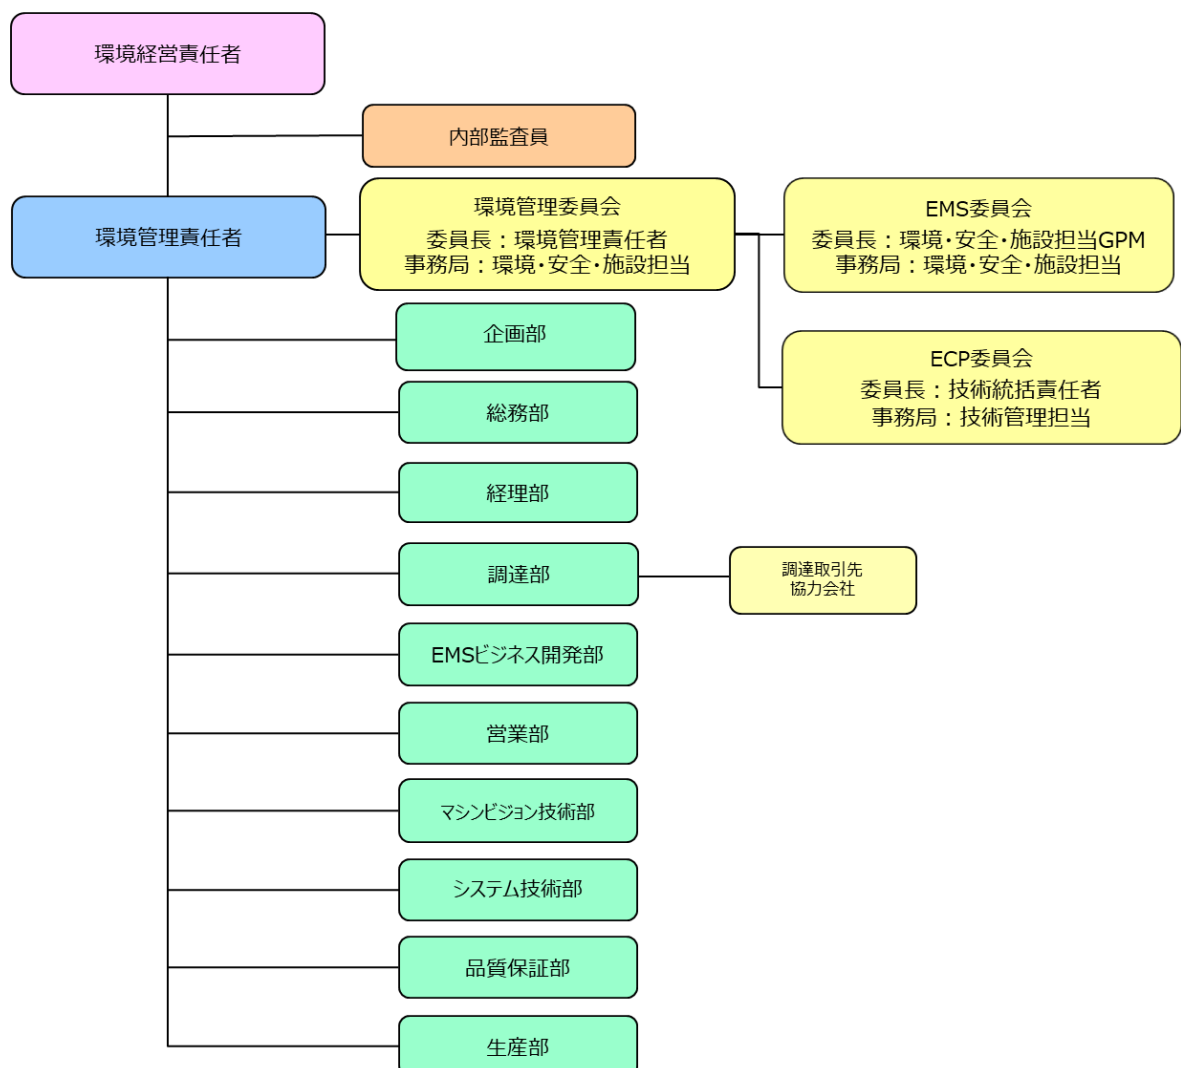 環境経営責任者
内部監査員
環境管理責任者
環境管理委員会
委員長：環境管理責任者
事務局：環境・安全・施設担当
EMS委員会
委員長：環境・安全・施設担当GPM
事務局：環境・安全・施設担当
ECP委員会
委員長：技術統括責任者
事務局：技術管理担当
企画部
総務部
経理部
調達部
調達取引先
協力会社
EMSビジネス開発部
営業部
マシンビジョン技術部
システム技術部
品質保証部
生産部